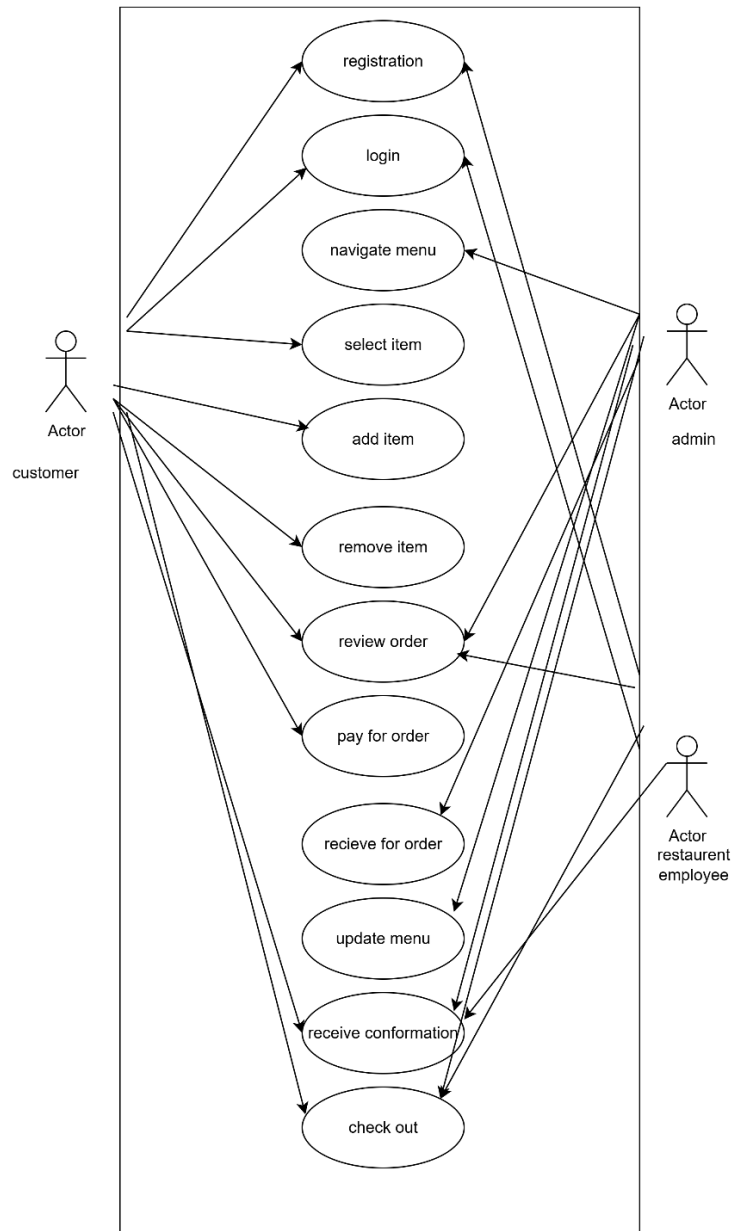 registration
login
navigate menu
select item
add item
remove item
review order
pay for order
recieve for order
update menu
receive conformation
check out
Actor
customer
Actor
admin
Actor
restaurent
employee